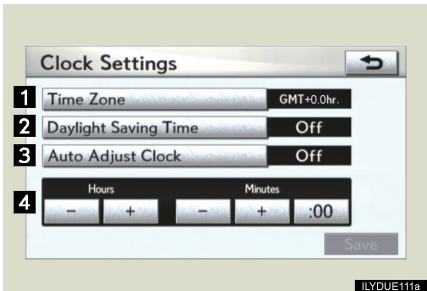 Clock Settings
1 Time Zone GMT+0.0hr.
2 Daylight Saving Time Off
3 Auto Adjust Clock Off
Hours Minutes
4 - + - + :00
Save
ILYDUE111a